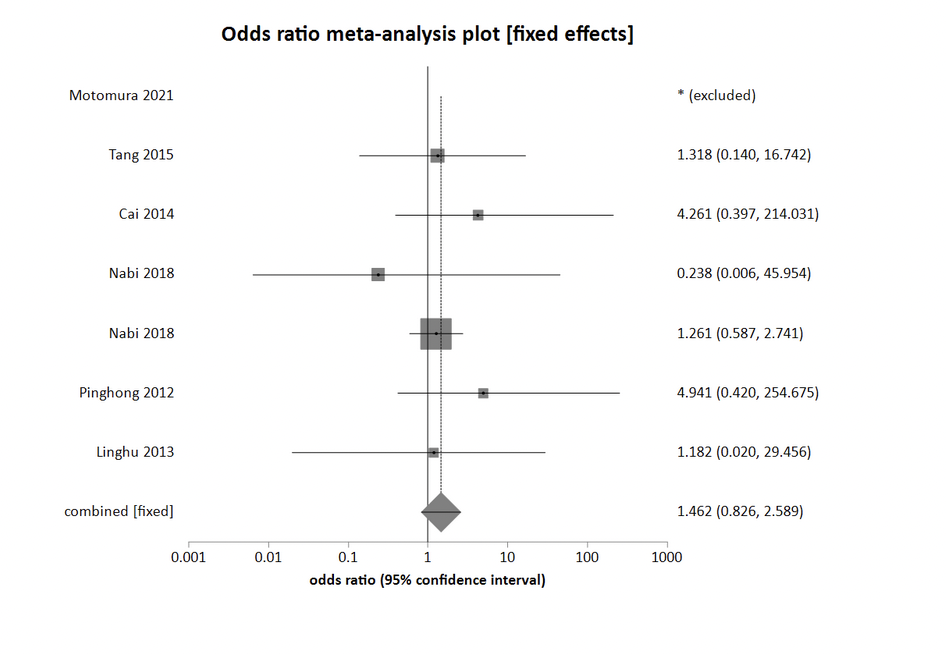 Odds ratio meta-analysis plot [fixed effects]
Motomura 2021 * (excluded)
Tang 2015 1.318 (0.140, 16.742)
Cai 2014 4.261 (0.397, 214.031)
Nabi 2018 0.238 (0.006, 45.954)
Nabi 2018 1.261 (0.587, 2.741)
Pinghong 2012 4.941 (0.420, 254.675)
Linghu 2013 1.182 (0.020, 29.456)
combined [fixed] 1.462 (0.826, 2.589)
0.001 0.01 0.1 1 10 100 1000
odds ratio (95% confidence interval)